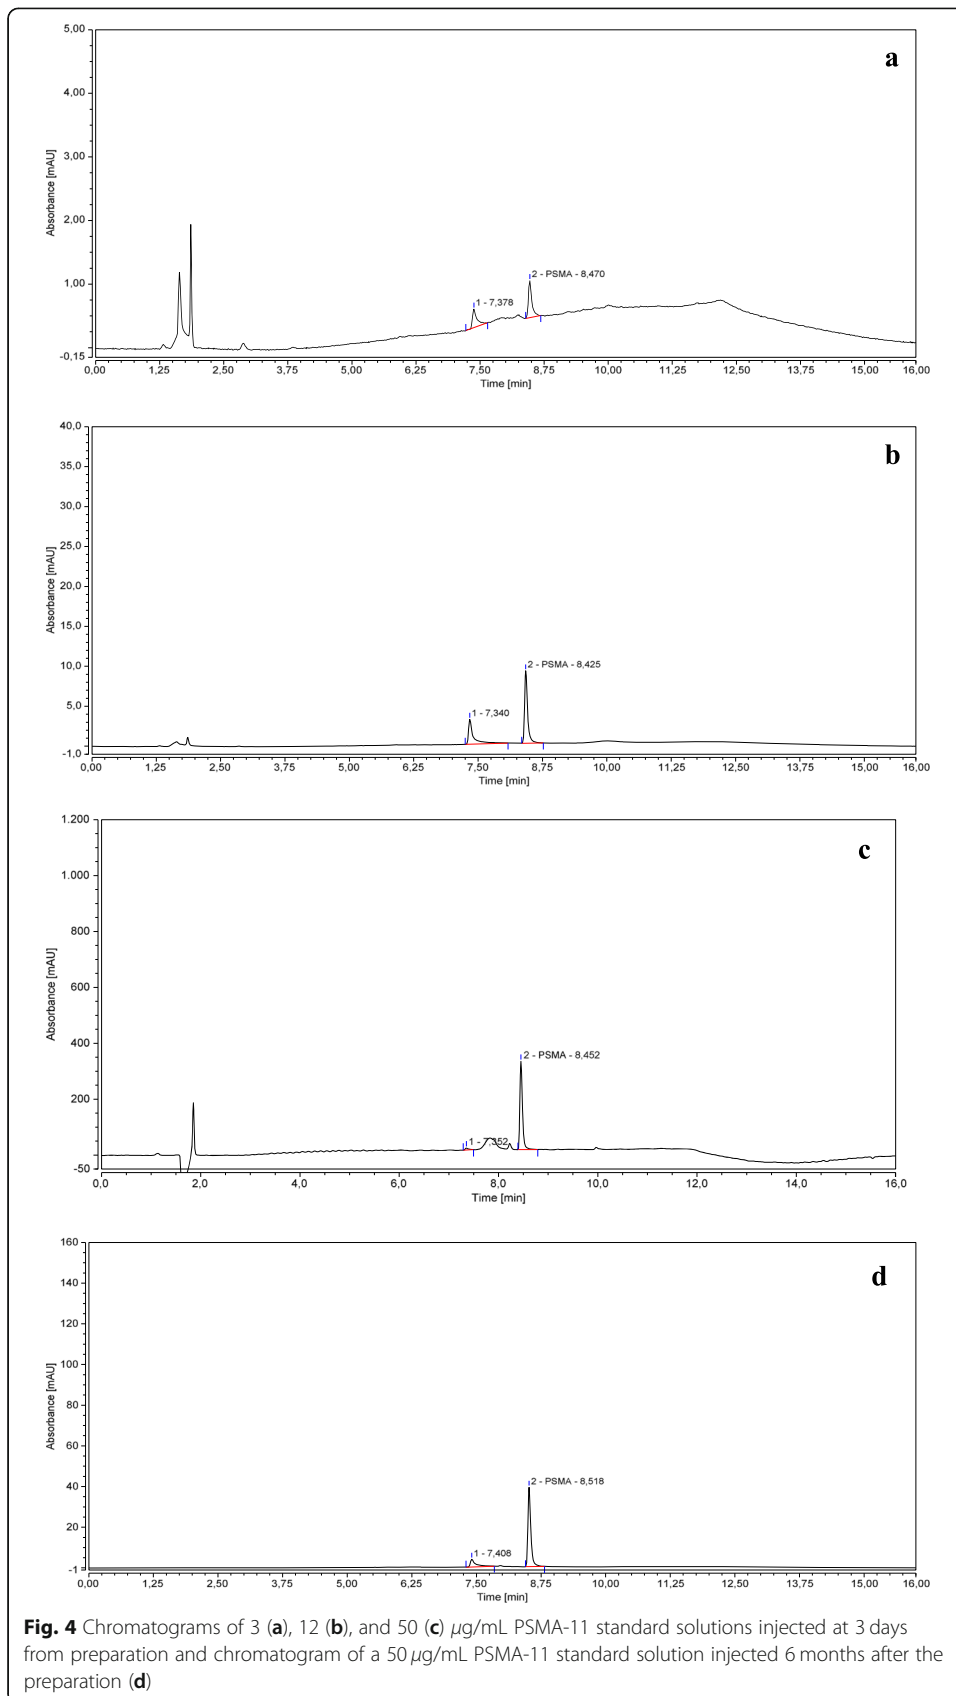 a
5,00
4,00
3,00
2,00
1,00
-0,15
Absorbance [mAU]
1 - 7,378
2 - PSMA - 8,470
0,00 1,25 2,50 3,75 5,00 6,25 7,50 8,75 10,00 11,25 12,50 13,75 14,00 16,00
Time [min]
b
40,0
35,0
30,0
25,0
20,0
15,0
10,0
5,0
-1,0
Absorbance [mAU]
1 - 7,340
2 - PSMA - 8,425
0,00 1,25 2,50 3,75 5,00 6,25 7,50 8,75 10,00 11,25 12,50 13,75 15,00 16,00
Time [min]
c
1.200
1.000
800
600
400
200
-50
Absorbance [mAU]
1 - 7,352
2 - PSMA - 8,452
0,0 2,0 4,0 6,0 8,0 10,0 12,0 14,0 16,0
Time [min]
d
160
140
120
100
80
60
40
20
-1
Absorbance [mAU]
1 - 7,408
2 - PSMA - 8,518
0,00 1,25 2,50 3,75 5,00 6,25 7,50 8,75 10,00 11,25 12,50 13,75 15,00 16,00
Time [min]
Fig. 4 Chromatograms of 3 (a), 12 (b), and 50 (c) μg/mL PSMA-11 standard solutions injected at 3 days
from preparation and chromatogram of a 50 μg/mL PSMA-11 standard solution injected 6 months after the
preparation (d)